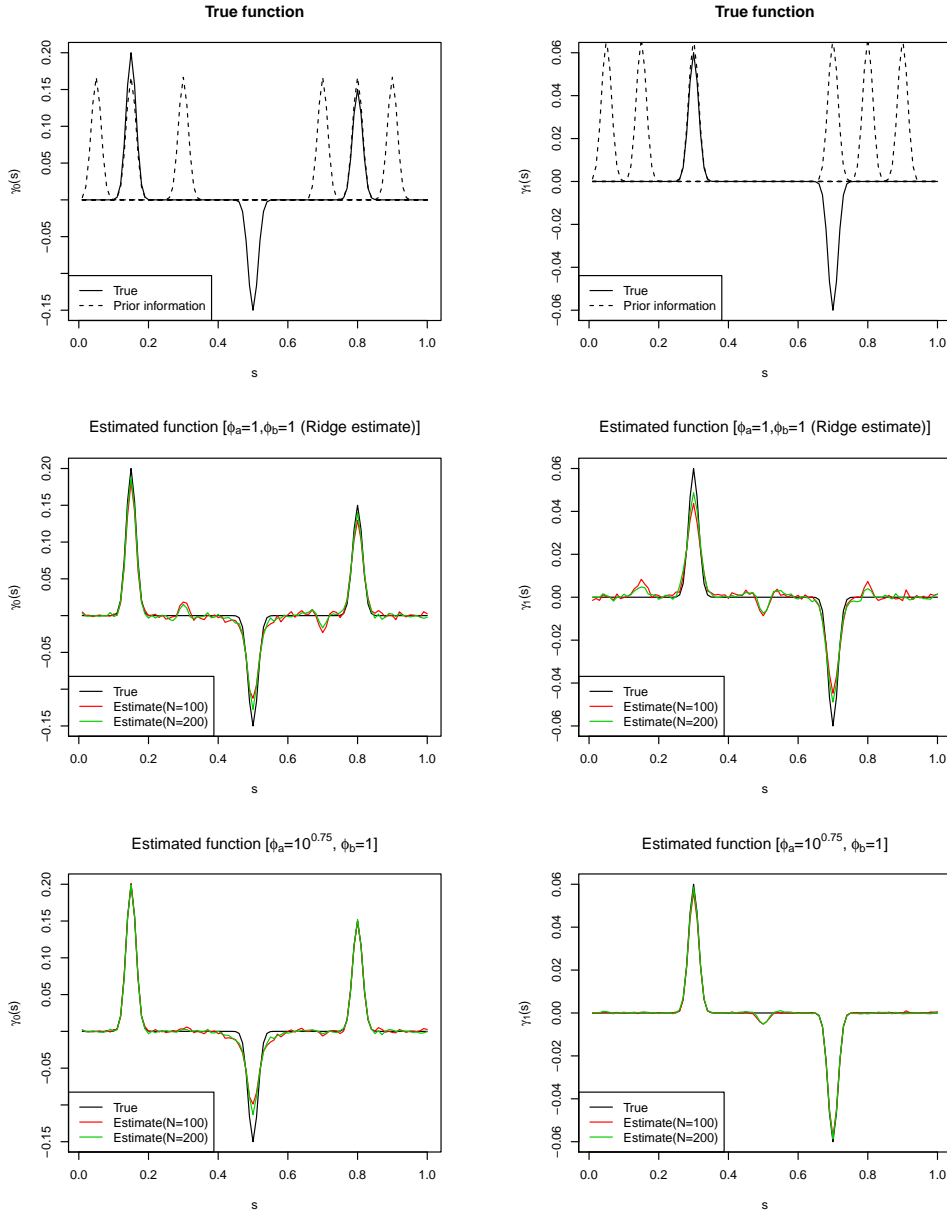 True function
0.20
0.15
0.10
0.05
−0.05
−0.15
γ₀(s)
True
Prior information
0.0 0.2 0.4 0.6 0.8 1.0
s
True function
0.06
0.04
0.02
0.00
−0.02
−0.04
−0.06
γ₁(s)
True
Prior information
0.0 0.2 0.4 0.6 0.8 1.0
s
Estimated function [ϕₐ=1,ϕ_b=1 (Ridge estimate)]
0.20
0.15
0.10
0.05
−0.05
−0.15
γ₀(s)
True
Estimate(N=100)
Estimate(N=200)
0.0 0.2 0.4 0.6 0.8 1.0
s
Estimated function [ϕₐ=1,ϕ_b=1 (Ridge estimate)]
0.06
0.04
0.02
0.00
−0.02
−0.04
−0.06
γ₁(s)
True
Estimate(N=100)
Estimate(N=200)
0.0 0.2 0.4 0.6 0.8 1.0
s
Estimated function [ϕₐ=10^0.75, ϕ_b=1]
0.20
0.15
0.10
0.05
−0.05
−0.15
γ₀(s)
True
Estimate(N=100)
Estimate(N=200)
0.0 0.2 0.4 0.6 0.8 1.0
s
Estimated function [ϕₐ=10^0.75, ϕ_b=1]
0.06
0.04
0.02
0.00
−0.02
−0.04
−0.06
γ₁(s)
True
Estimate(N=100)
Estimate(N=200)
0.0 0.2 0.4 0.6 0.8 1.0
s